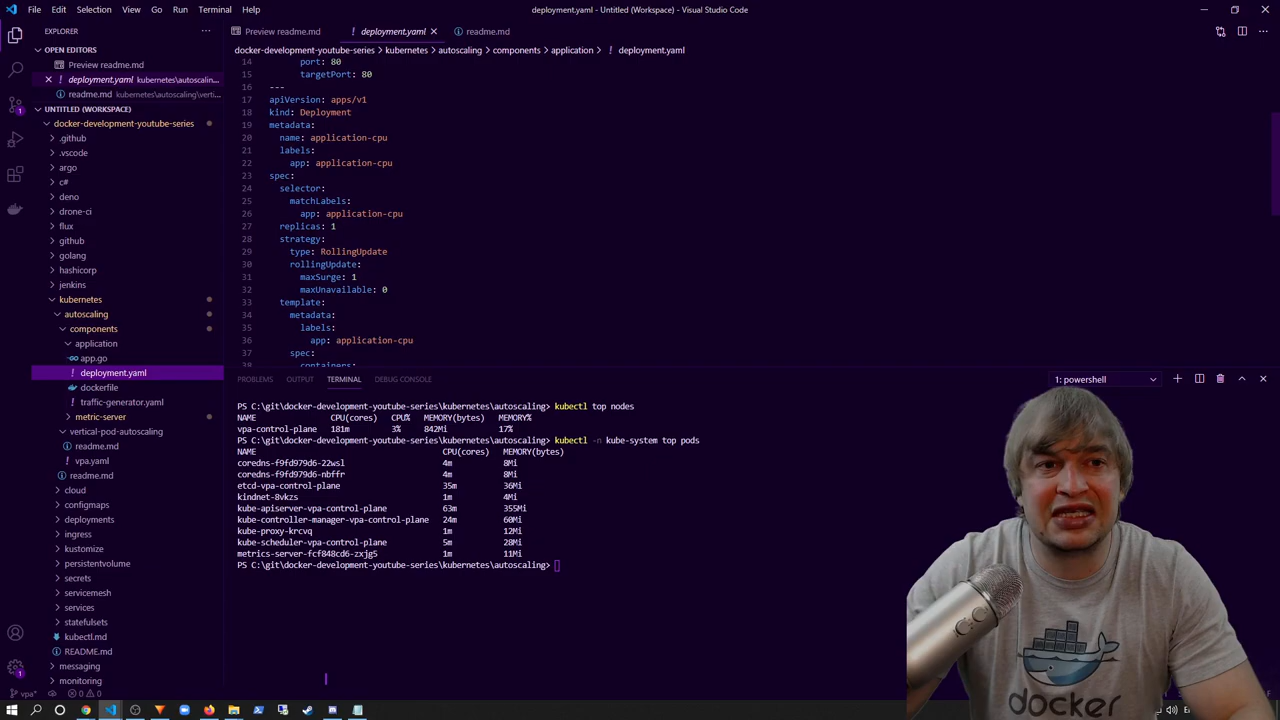 File Edit Selection View Go Run Terminal Help
deployment.yaml - Untitled (Workspace) - Visual Studio Code
EXPLORER
OPEN EDITORS
Preview readme.md
deployment.yaml kubernetes\autoscalin...
readme.md kubernetes\autoscaling\verti...
UNTITLED (WORKSPACE)
docker-development-youtube-series
.github
.vscode
argo
c#
deno
drone-ci
flux
github
golang
hashicorp
jenkins
kubernetes
autoscaling
components
application
app.go
deployment.yaml
dockerfile
traffic-generator.yaml
metric-server
vertical-pod-autoscaling
readme.md
vpa.yaml
readme.md
cloud
configmaps
deployments
ingress
kustomize
persistentvolume
secrets
servicemesh
services
statefulsets
kubectl.md
README.md
messaging
monitoring
Preview readme.md
deployment.yaml
readme.md
docker-development-youtube-series > kubernetes > autoscaling > components > application > deployment.yaml
14 port: 80
15 targetPort: 80
16 ---
17 apiVersion: apps/v1
18 kind: Deployment
19 metadata:
20 name: application-cpu
21 labels:
22 app: application-cpu
23 spec:
24 selector:
25 matchLabels:
26 app: application-cpu
27 replicas: 1
28 strategy:
29 type: RollingUpdate
30 rollingUpdate:
31 maxSurge: 1
32 maxUnavailable: 0
33 template:
34 metadata:
35 labels:
36 app: application-cpu
37 spec:
38 containers:
PROBLEMS OUTPUT TERMINAL DEBUG CONSOLE
1: powershell
PS C:\git\docker-development-youtube-series\kubernetes\autoscaling> kubectl top nodes
NAME CPU(cores) CPU% MEMORY(bytes) MEMORY%
vpa-control-plane 181m 3% 842Mi 17%
PS C:\git\docker-development-youtube-series\kubernetes\autoscaling> kubectl -n kube-system top pods
NAME CPU(cores) MEMORY(bytes)
coredns-f9fd979d6-22wsl 4m 8Mi
coredns-f9fd979d6-nbffr 4m 8Mi
etcd-vpa-control-plane 35m 36Mi
kindnet-8vkzs 1m 4Mi
kube-apiserver-vpa-control-plane 63m 355Mi
kube-controller-manager-vpa-control-plane 24m 60Mi
kube-proxy-krcvq 1m 12Mi
kube-scheduler-vpa-control-plane 5m 28Mi
metrics-server-fcf848cd6-zxjg5 1m 11Mi
PS C:\git\docker-development-youtube-series\kubernetes\autoscaling>
docker
vpa*
0 0